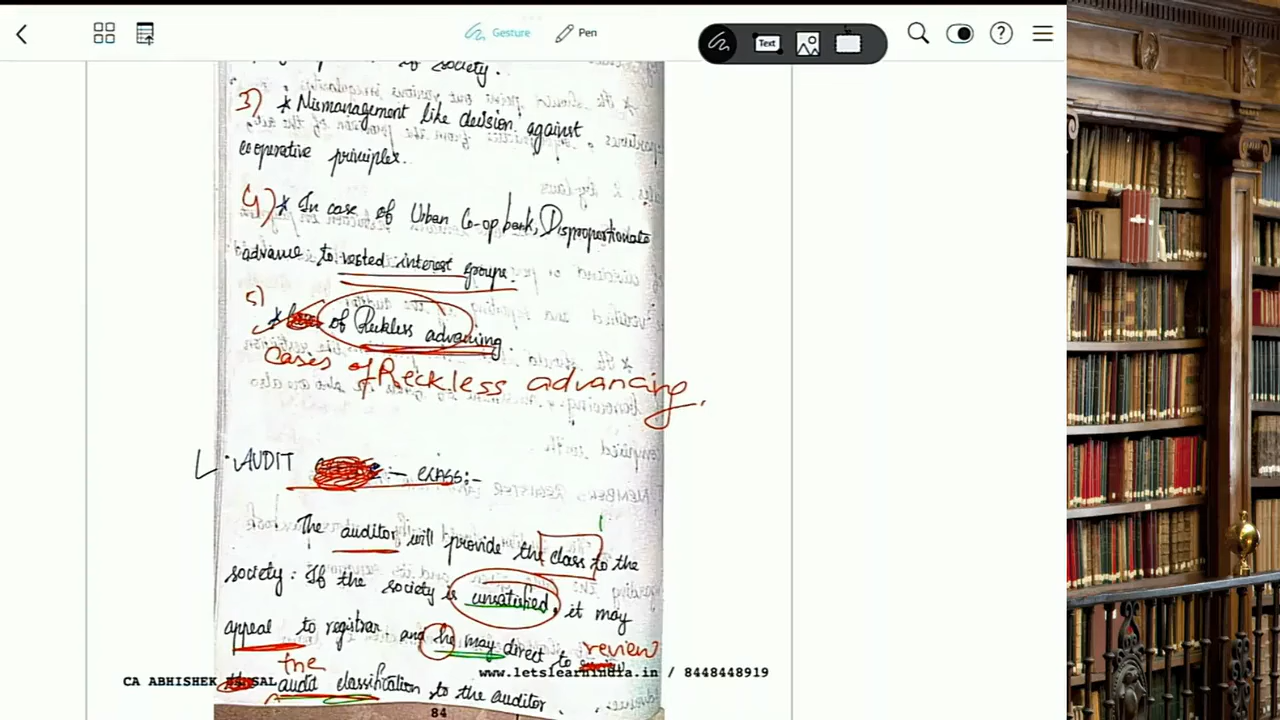 Gesture Pen Text
of society.
3) * Mismanagement like decision against
cooperative principles.
4) * In case of Urban Co-op bank, Disproportionate
advance to vested interest groups.
5) * of Reckless advancing
Cases of Reckless advancing.
L. AUDIT :- CLASS:-
The auditor will provide the class to the
society. If the society is unsatisfied, it may
appeal to registrar and he may direct to review
the
audit classification to the auditor.
www.letslearnindia.in / 8448448919
CA ABHISHEK
84